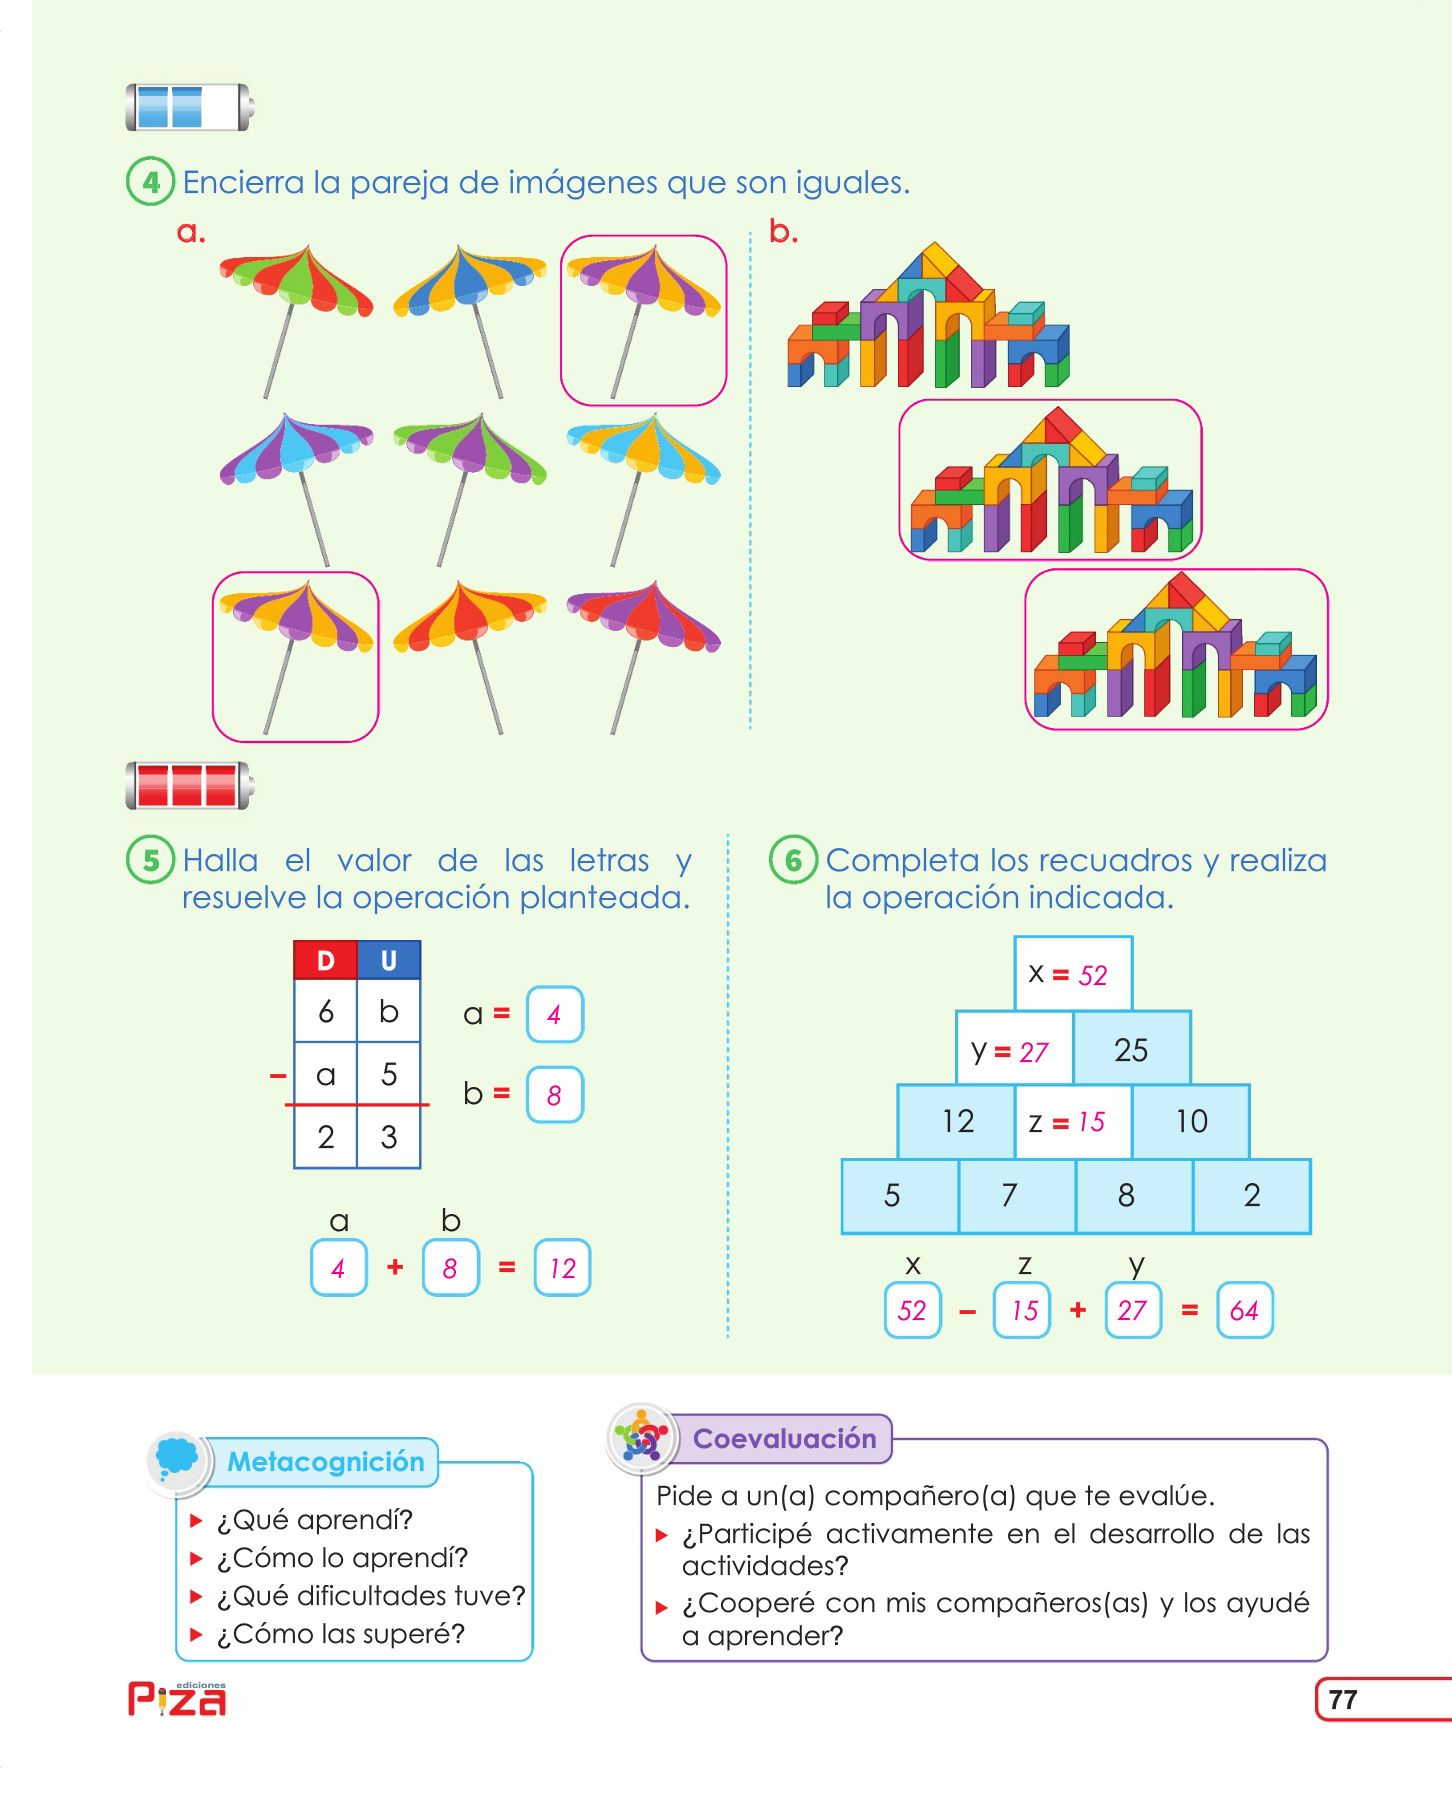 4 Encierra la pareja de imágenes que son iguales.
a.
b.
5 Halla el valor de las letras y
resuelve la operación planteada.
D U
6 b
– a 5
2 3
a = 4
b = 8
a b
4 + 8 = 12
6 Completa los recuadros y realiza
la operación indicada.
x = 52
y = 27 25
12 z = 15 10
5 7 8 2
x z y
52 – 15 + 27 = 64
Metacognición
¿Qué aprendí?
¿Cómo lo aprendí?
¿Qué dificultades tuve?
¿Cómo las superé?
Coevaluación
Pide a un(a) compañero(a) que te evalúe.
¿Participé activamente en el desarrollo de las
actividades?
¿Cooperé con mis compañeros(as) y los ayudé
a aprender?
ediciones
Piza
77